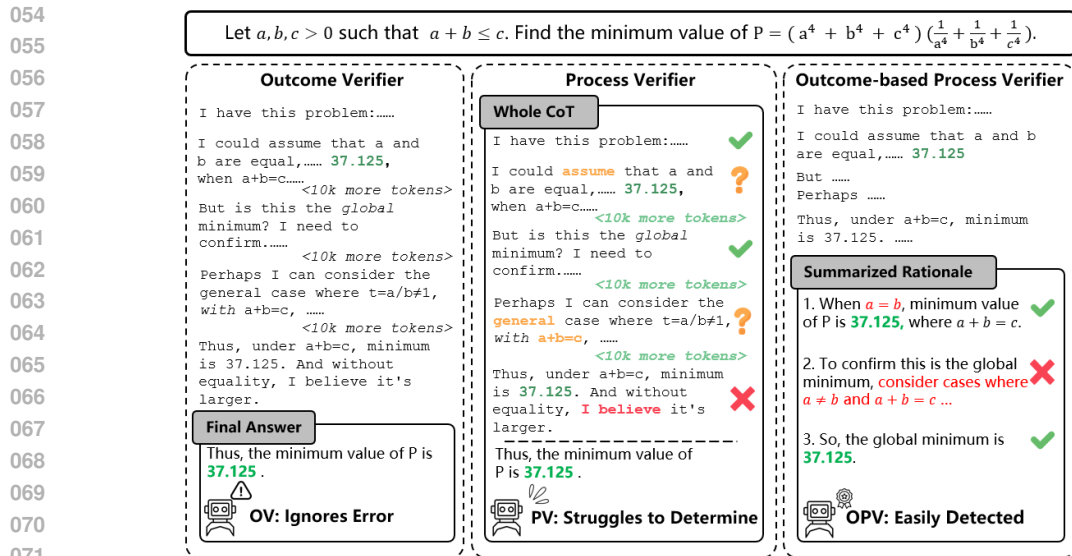 054
055
056
057
058
059
060
061
062
063
064
065
066
067
068
069
070
071
Let a, b, c > 0 such that a + b ≤ c. Find the minimum value of P = ( a⁴ + b⁴ + c⁴ ) (1/a⁴ + 1/b⁴ + 1/c⁴).
Outcome Verifier
I have this problem:……
I could assume that a and
b are equal,…… 37.125,
when a+b=c……
<10k more tokens>
But is this the global
minimum? I need to
confirm.……
<10k more tokens>
Perhaps I can consider the
general case where t=a/b≠1,
with a+b=c, ……
<10k more tokens>
Thus, under a+b=c, minimum
is 37.125. And without
equality, I believe it's
larger.
Final Answer
Thus, the minimum value of P is
37.125 .
OV: Ignores Error
Process Verifier
Whole CoT
I have this problem:……
I could assume that a and
b are equal,…… 37.125,
when a+b=c……
<10k more tokens>
But is this the global
minimum? I need to
confirm.……
Perhaps I can consider the
general case where t=a/b≠1,
with a+b=c, ……
<10k more tokens>
Thus, under a+b=c, minimum
is 37.125. And without
equality, I believe it's
larger.
Thus, the minimum value of
P is 37.125 .
PV: Struggles to Determine
Outcome-based Process Verifier
I have this problem:……
I could assume that a and b
are equal,…… 37.125
But ……
Perhaps ……
Thus, under a+b=c, minimum
is 37.125. ……
Summarized Rationale
1. When a = b, minimum value
of P is 37.125, where a + b = c.
2. To confirm this is the global
minimum, consider cases where
a ≠ b and a + b = c ...
3. So, the global minimum is
37.125.
OPV: Easily Detected